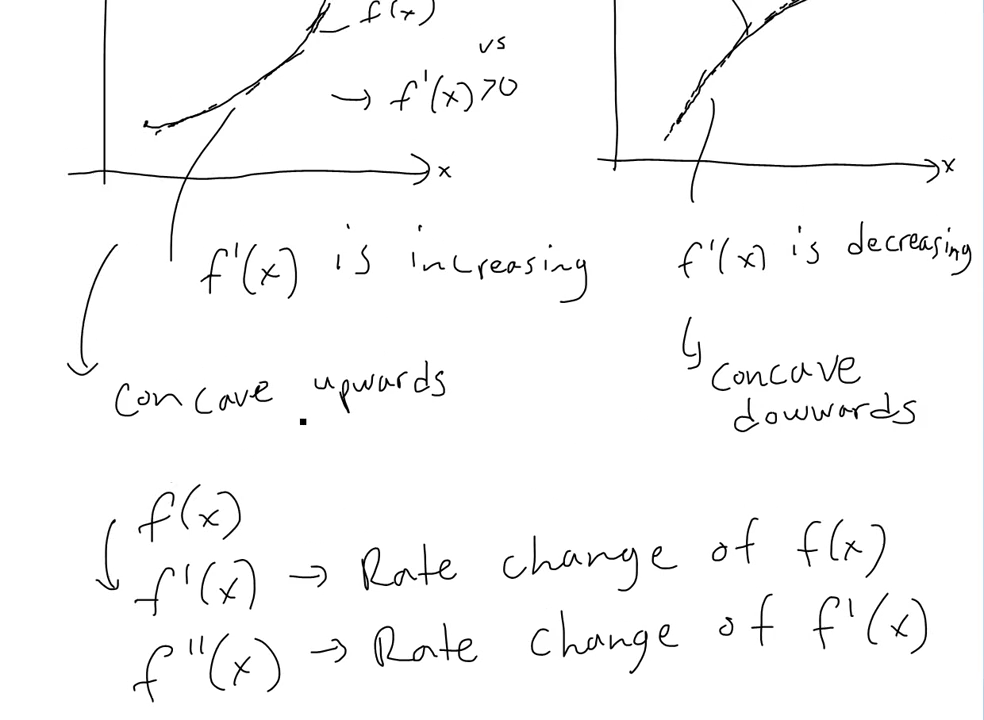 f(x)
vs
→ f'(x)>0
x
x
f'(x) is increasing
f'(x) is decreasing
concave upwards
concave
dowwards
f(x)
f'(x) → Rate change of f(x)
f''(x) → Rate change of f'(x)